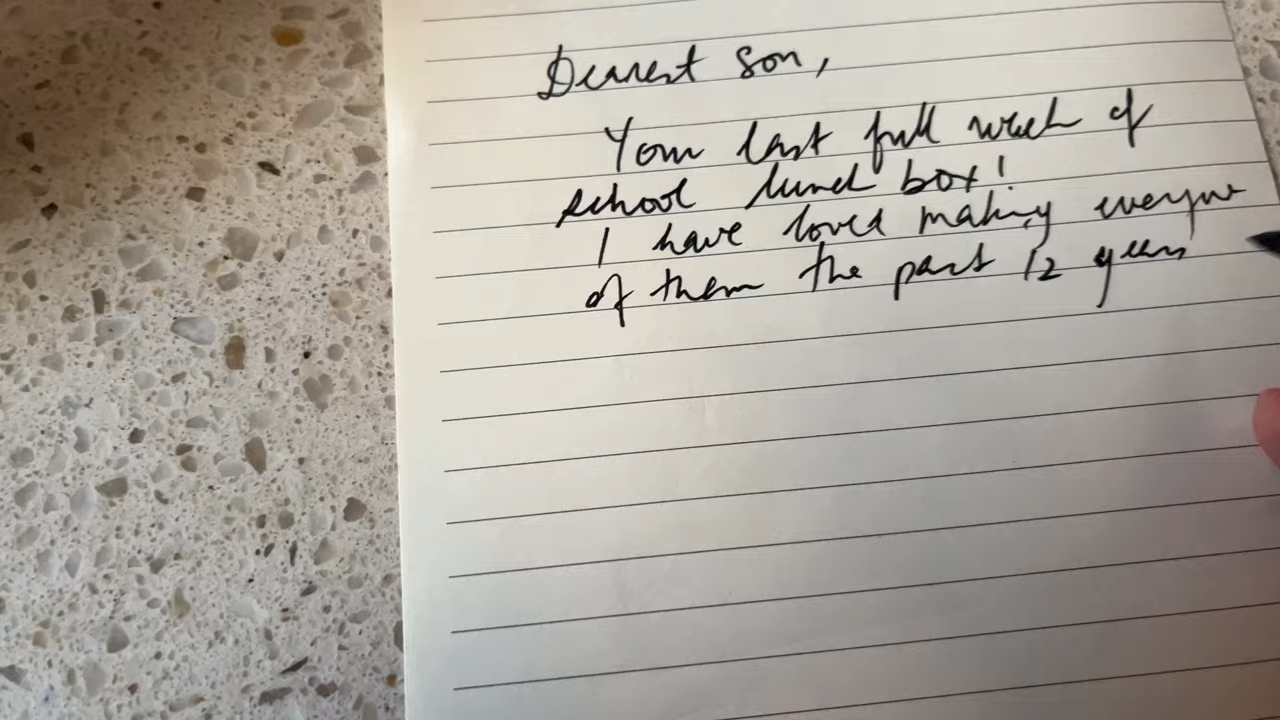 Dearest son,
Your last full week of
school lunch box!
I have loved making everyone
of them the past 12 years